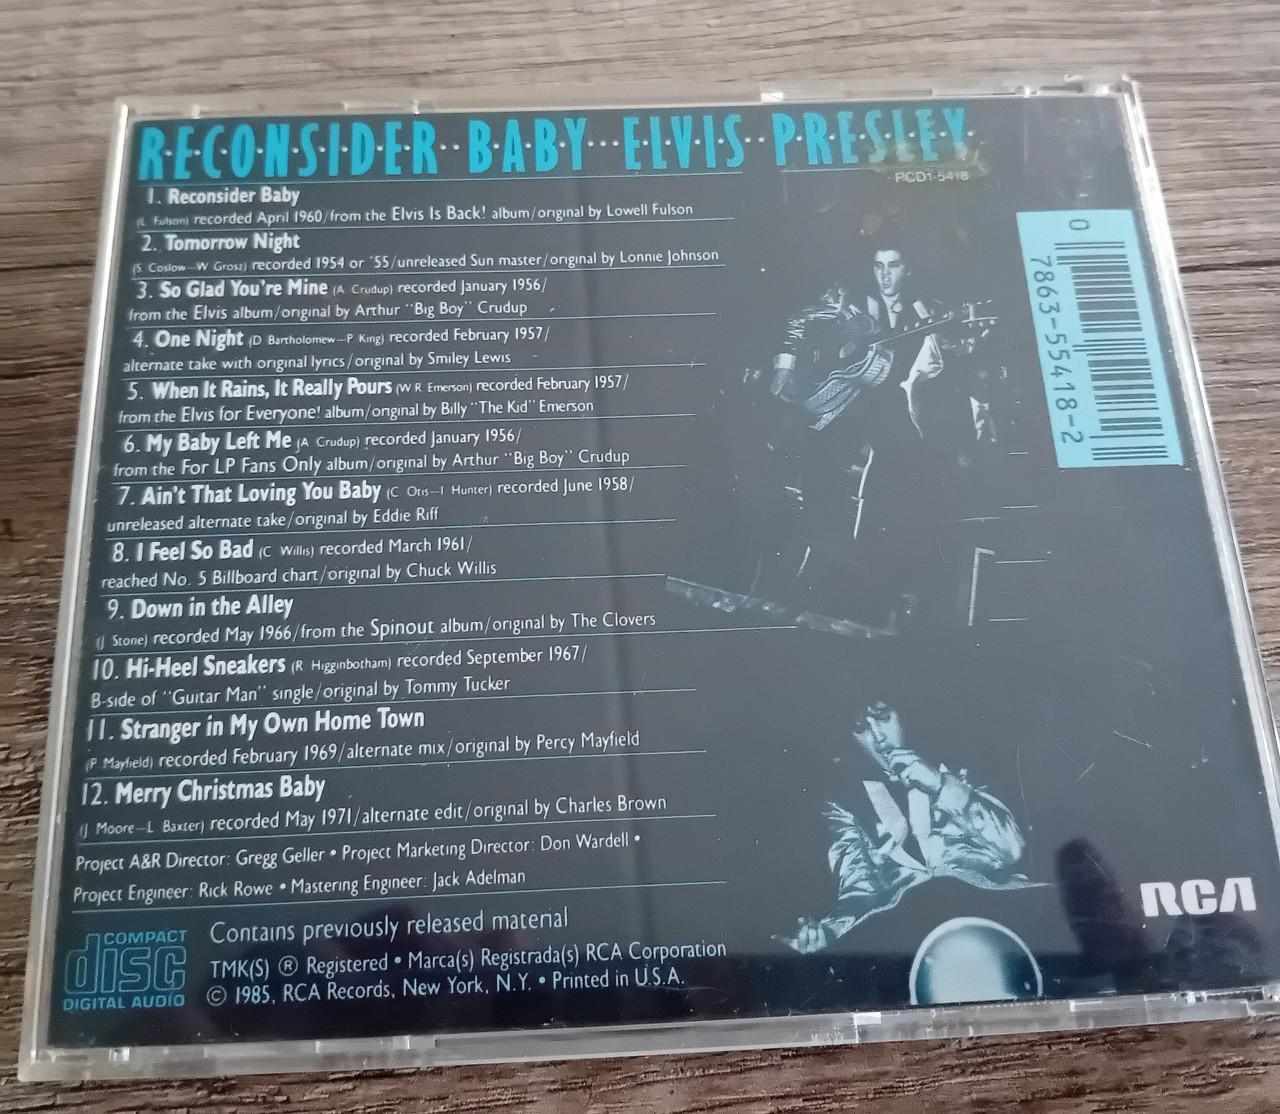 RECONSIDER BABY ELVIS PRESLEY
PCD1-5418
1. Reconsider Baby
(L Fulson) recorded April 1960/from the Elvis Is Back! album/original by Lowell Fulson
2. Tomorrow Night
(S Coslow–W Grosz) recorded 1954 or '55/unreleased Sun master/original by Lonnie Johnson
3. So Glad You're Mine (A Crudup) recorded January 1956/
from the Elvis album/original by Arthur "Big Boy" Crudup
4. One Night (D Bartholomew–P King) recorded February 1957/
alternate take with original lyrics/original by Smiley Lewis
5. When It Rains, It Really Pours (W R Emerson) recorded February 1957/
from the Elvis for Everyone! album/original by Billy "The Kid" Emerson
6. My Baby Left Me (A Crudup) recorded January 1956/
from the For LP Fans Only album/original by Arthur "Big Boy" Crudup
7. Ain't That Loving You Baby (C Otis–I Hunter) recorded June 1958/
unreleased alternate take/original by Eddie Riff
8. I Feel So Bad (C Willis) recorded March 1961/
reached No. 5 Billboard chart/original by Chuck Willis
9. Down in the Alley
(J Stone) recorded May 1966/from the Spinout album/original by The Clovers
10. Hi-Heel Sneakers (R Higginbotham) recorded September 1967/
B-side of "Guitar Man" single/original by Tommy Tucker
11. Stranger in My Own Home Town
(P Mayfield) recorded February 1969/alternate mix/original by Percy Mayfield
12. Merry Christmas Baby
(J Moore–L Baxter) recorded May 1971/alternate edit/original by Charles Brown
Project A&R Director: Gregg Geller • Project Marketing Director: Don Wardell •
Project Engineer: Rick Rowe • Mastering Engineer: Jack Adelman
COMPACT
disc
DIGITAL AUDIO
Contains previously released material
TMK(S) ® Registered • Marca(s) Registrada(s) RCA Corporation
© 1985, RCA Records, New York, N.Y. • Printed in U.S.A.
0 7863-55418-2
RCA